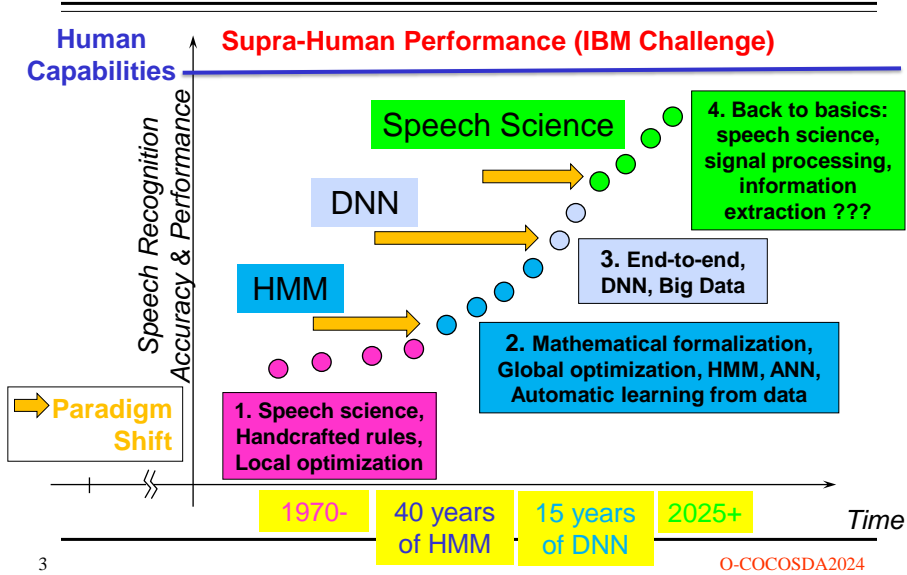 Human
Capabilities
Supra-Human Performance (IBM Challenge)
Speech Recognition
Accuracy & Performance
Speech Science
4. Back to basics:
speech science,
signal processing,
information
extraction ???
DNN
3. End-to-end,
DNN, Big Data
HMM
2. Mathematical formalization,
Global optimization, HMM, ANN,
Automatic learning from data
Paradigm
Shift
1. Speech science,
Handcrafted rules,
Local optimization
1970-
40 years
of HMM
15 years
of DNN
2025+
Time
3
O-COCOSDA2024